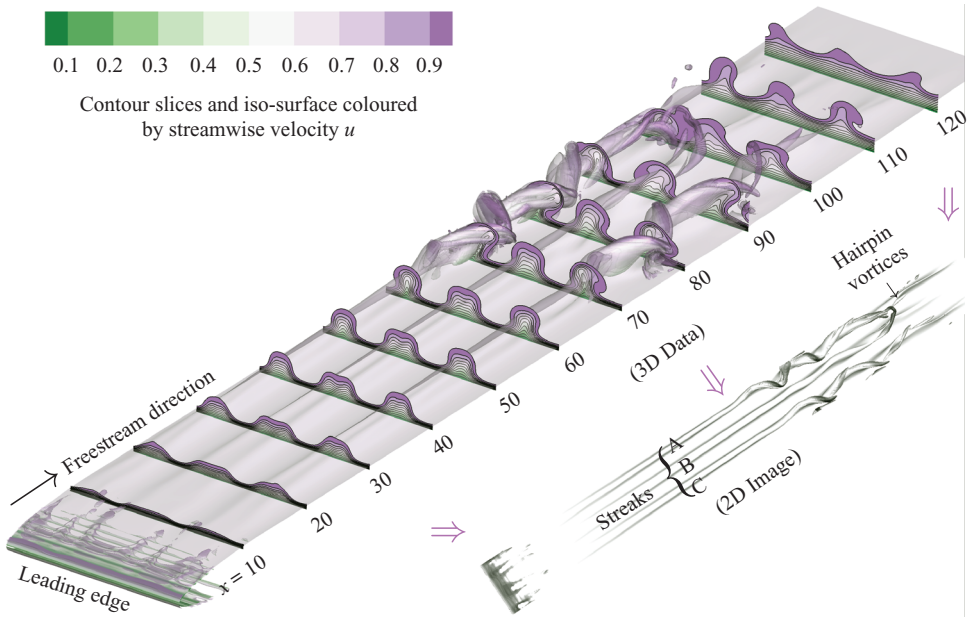 0.1 0.2 0.3 0.4 0.5 0.6 0.7 0.8 0.9
Contour slices and iso-surface coloured
by streamwise velocity u
Freestream direction
Leading edge
x = 10
20
30
40
50
60
70
80
90
100
110
120
(3D Data)
Hairpin
vortices
Streaks
A
B
C
(2D Image)